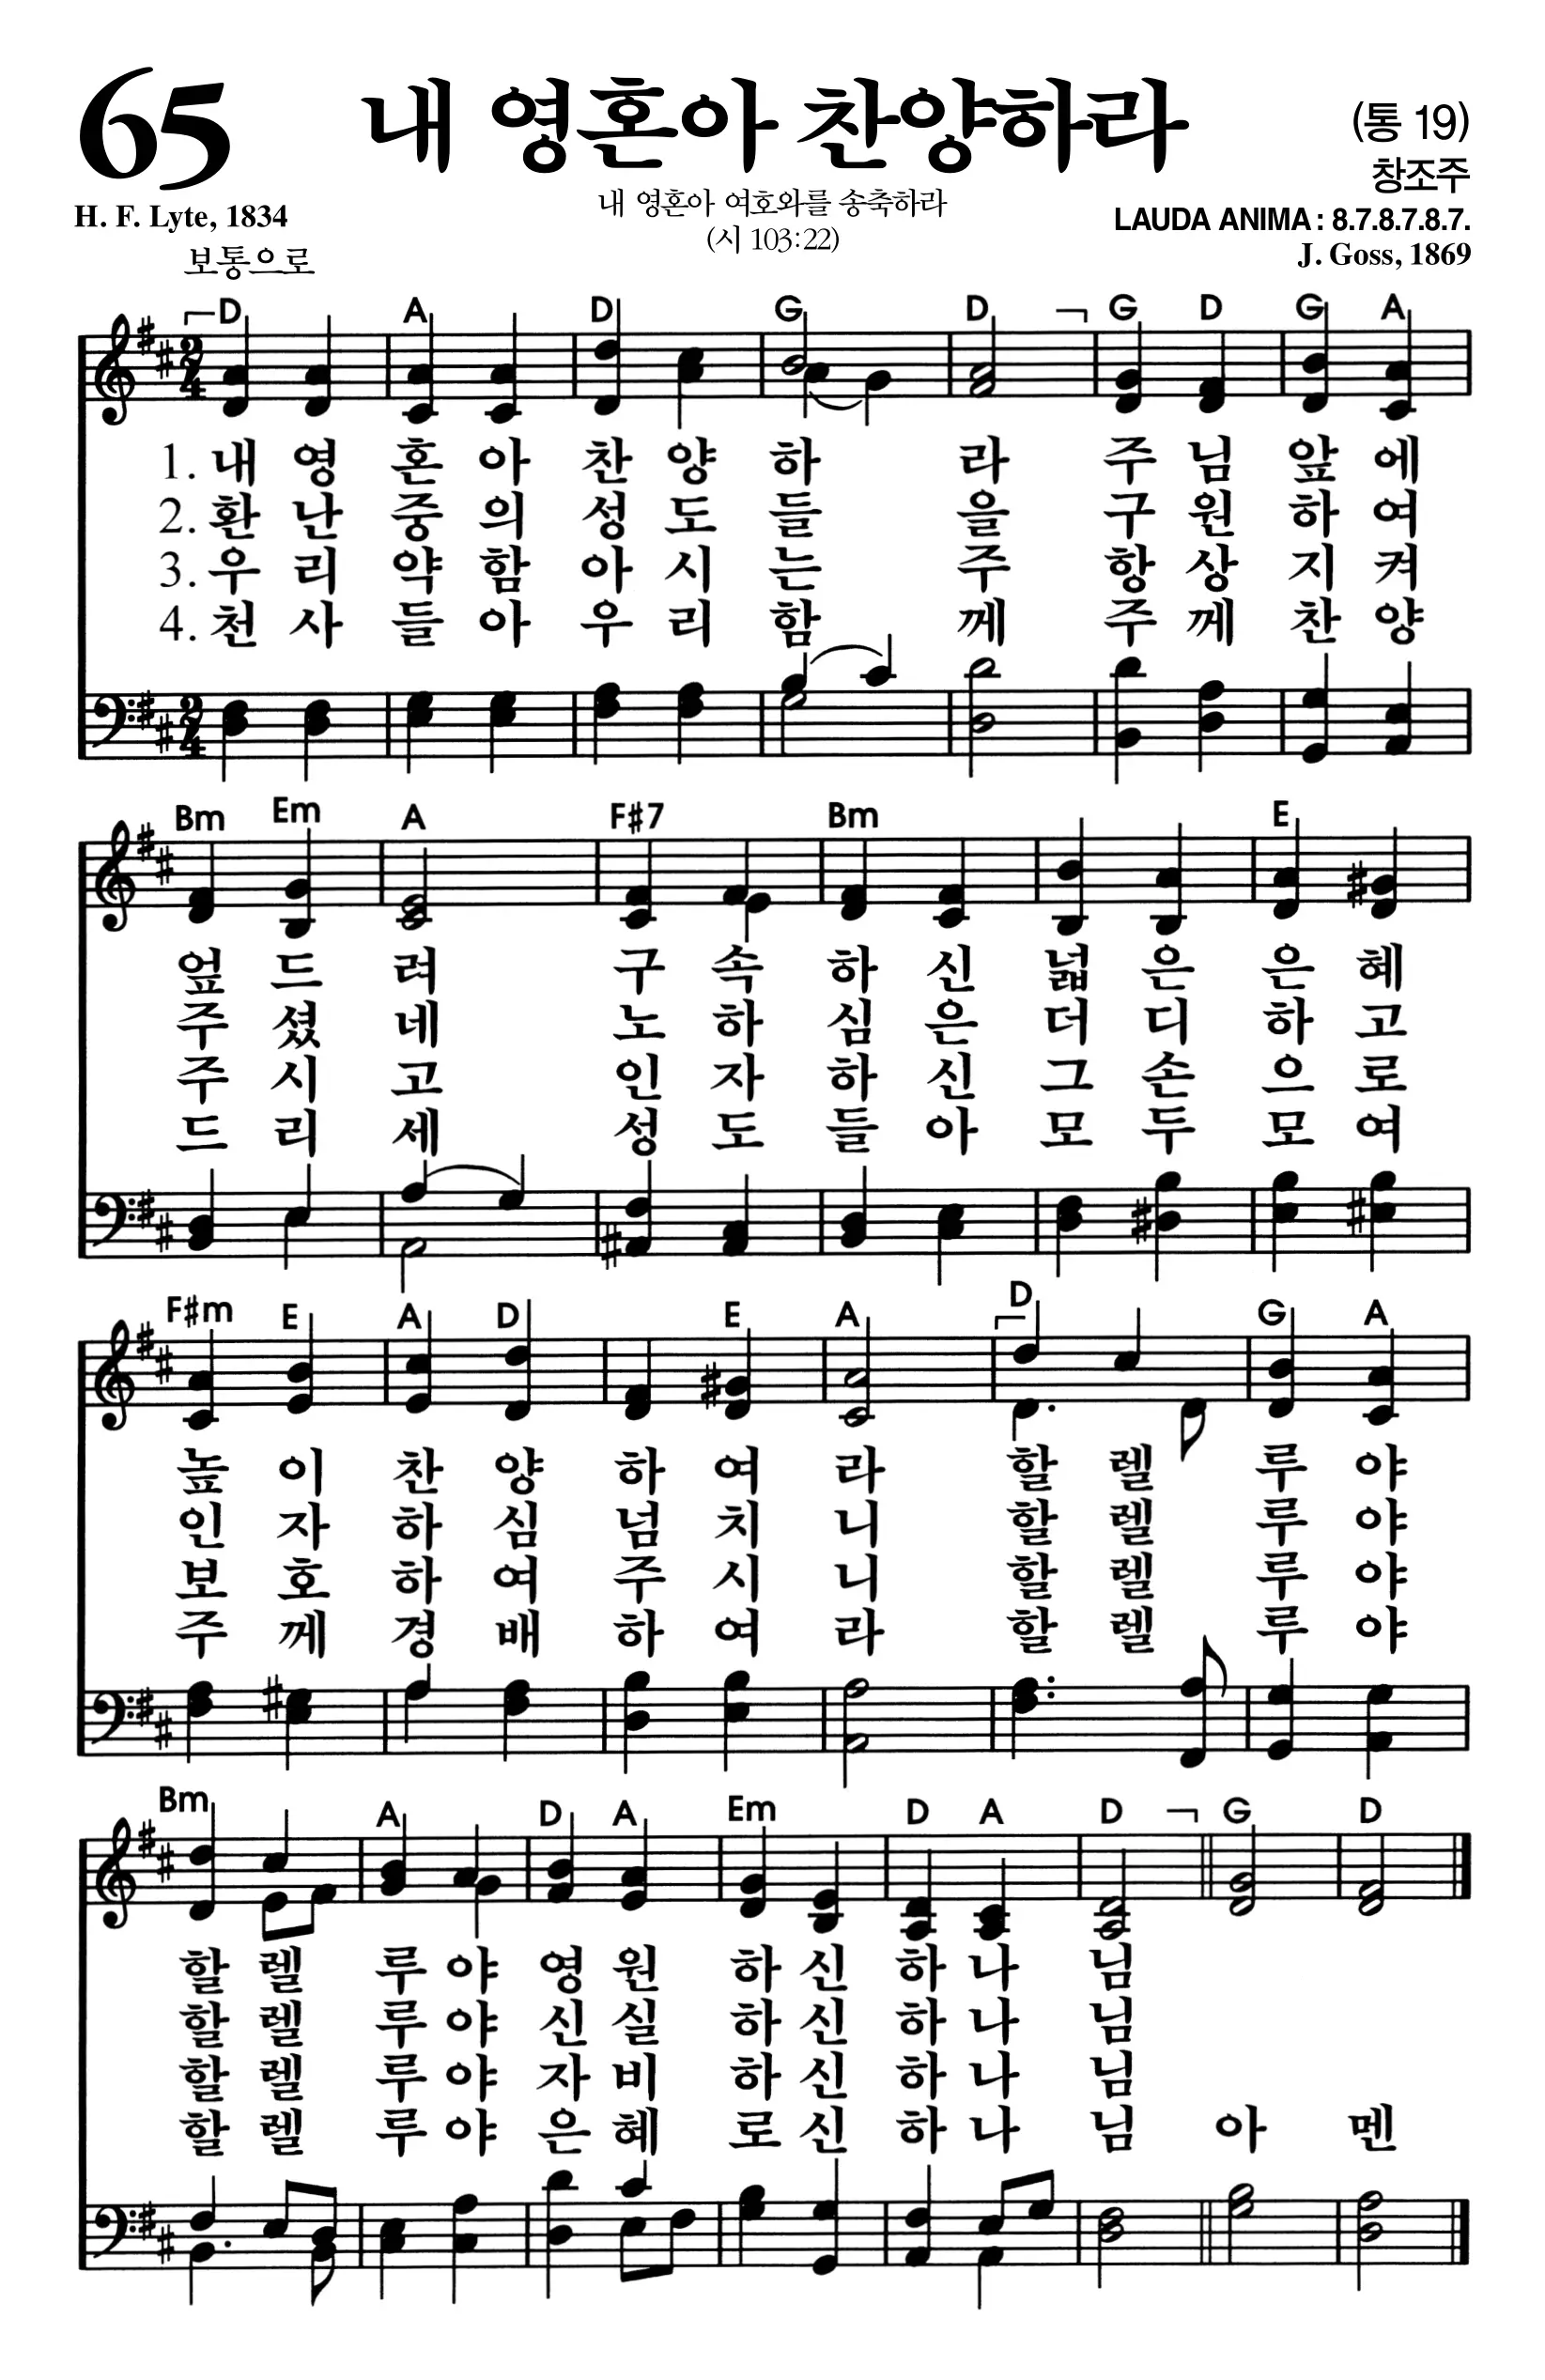 65 내 영혼아 찬양하라 (통 19)
창조주
내 영혼아 여호와를 송축하라
H. F. Lyte, 1834 LAUDA ANIMA : 8.7.8.7.8.7.
(시 103:22)
보통으로 J. Goss, 1869
D A D G D G D G A
2 4
1. 내 영 혼 아 찬 양 하 라 주 님 앞 에
2. 환 난 중 의 성 도 들 을 구 원 하 여
3. 우 리 약 함 아 시 는 주 항 상 지 켜
4. 천 사 들 아 우 리 함 께 주 께 찬 양
2 4
Bm Em A F#7 Bm E
엎 드 려 구 속 하 신 넓 은 은 혜
주 셨 네 노 하 심 은 더 디 하 고
주 시 고 인 자 하 신 그 손 으 로
드 리 세 성 도 들 아 모 두 모 여
F#m E A D E A D G A
높 이 찬 양 하 여 라 할 렐 루 야
인 자 하 심 넘 치 니 할 렐 루 야
보 호 하 여 주 시 니 할 렐 루 야
주 께 경 배 하 여 라 할 렐 루 야
Bm A D A Em D A D G D
할 렐 루 야 영 원 하 신 하 나 님
할 렐 루 야 신 실 하 신 하 나 님
할 렐 루 야 자 비 하 신 하 나 님
할 렐 루 야 은 혜 로 신 하 나 님 아 멘